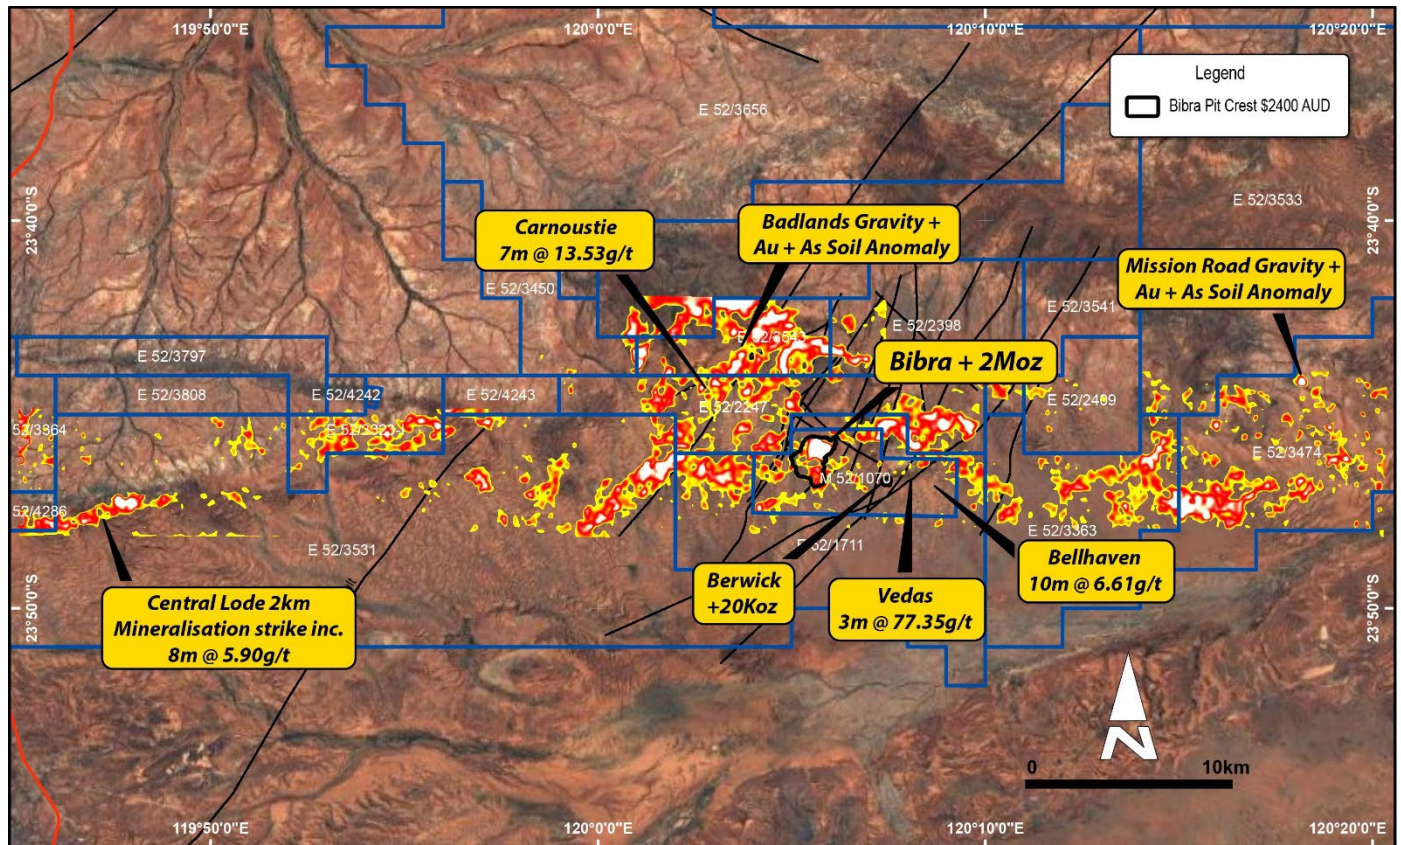 119°50'0"E
120°0'0"E
120°10'0"E
120°20'0"E
Legend
Bibra Pit Crest $2400 AUD
E 52/3656
E 52/3533
23°40'0"S
23°40'0"S
Carnoustie
7m @ 13.53g/t
Badlands Gravity +
Au + As Soil Anomaly
Mission Road Gravity +
Au + As Soil Anomaly
E 52/3450
E 52/3541
E 52/2398
E 52/3797
Bibra + 2Moz
E 52/3808
E 52/4242
E 52/4243
E 52/2247
E 52/2409
E 52/3474
M 52/1070
52/4286
E 52/3531
E 52/1711
E 52/3363
Bellhaven
10m @ 6.61g/t
Berwick
+20Koz
Vedas
3m @ 77.35g/t
Central Lode 2km
Mineralisation strike inc.
8m @ 5.90g/t
23°50'0"S
23°50'0"S
N
0 10km
119°50'0"E
120°0'0"E
120°10'0"E
120°20'0"E